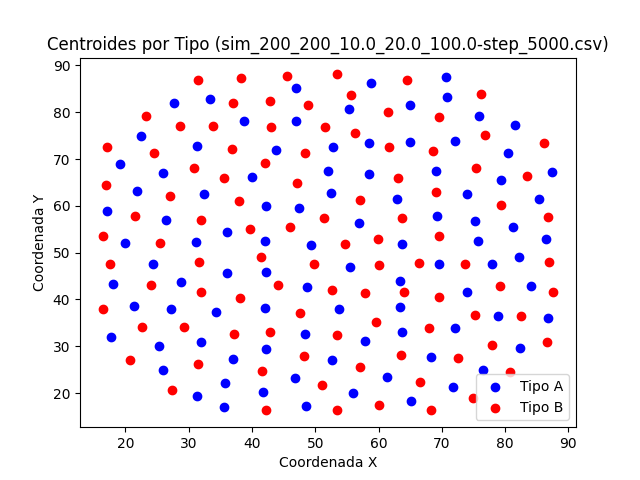 Centroides por Tipo (sim_200_200_10.0_20.0_100.0-step_5000.csv)
90
80
70
60
50
40
30
20
Coordenada Y
20 30 40 50 60 70 80 90
Coordenada X
Tipo A
Tipo B